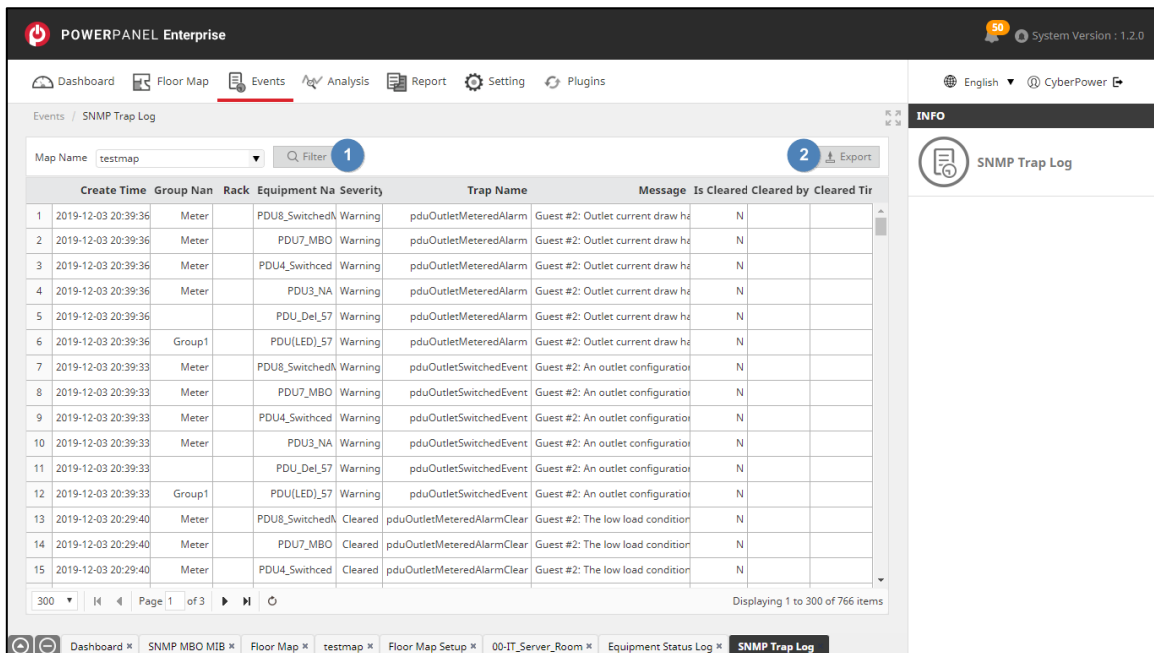 POWERPANEL Enterprise
50
System Version : 1.2.0
Dashboard Floor Map Events Analysis Report Setting Plugins
English ▼ CyberPower
Events / SNMP Trap Log
INFO
SNMP Trap Log
Map Name testmap ▼ Filter 1 2 Export
Create Time Group Nan Rack Equipment Na Severity Trap Name Message Is Cleared Cleared by Cleared Tir
1 2019-12-03 20:39:36 Meter PDU8_SwitchedM Warning pduOutletMeteredAlarm Guest #2: Outlet current draw ha N
2 2019-12-03 20:39:36 Meter PDU7_MBO Warning pduOutletMeteredAlarm Guest #2: Outlet current draw ha N
3 2019-12-03 20:39:36 Meter PDU4_Swithced Warning pduOutletMeteredAlarm Guest #2: Outlet current draw ha N
4 2019-12-03 20:39:36 Meter PDU3_NA Warning pduOutletMeteredAlarm Guest #2: Outlet current draw ha N
5 2019-12-03 20:39:36 PDU_Del_57 Warning pduOutletMeteredAlarm Guest #2: Outlet current draw ha N
6 2019-12-03 20:39:36 Group1 PDU(LED)_57 Warning pduOutletMeteredAlarm Guest #2: Outlet current draw ha N
7 2019-12-03 20:39:33 Meter PDU8_SwitchedM Warning pduOutletSwitchedEvent Guest #2: An outlet configuration N
8 2019-12-03 20:39:33 Meter PDU7_MBO Warning pduOutletSwitchedEvent Guest #2: An outlet configuration N
9 2019-12-03 20:39:33 Meter PDU4_Swithced Warning pduOutletSwitchedEvent Guest #2: An outlet configuration N
10 2019-12-03 20:39:33 Meter PDU3_NA Warning pduOutletSwitchedEvent Guest #2: An outlet configuration N
11 2019-12-03 20:39:33 PDU_Del_57 Warning pduOutletSwitchedEvent Guest #2: An outlet configuration N
12 2019-12-03 20:39:33 Group1 PDU(LED)_57 Warning pduOutletSwitchedEvent Guest #2: An outlet configuration N
13 2019-12-03 20:29:40 Meter PDU8_SwitchedM Cleared pduOutletMeteredAlarmClear Guest #2: The low load condition N
14 2019-12-03 20:29:40 Meter PDU7_MBO Cleared pduOutletMeteredAlarmClear Guest #2: The low load condition N
15 2019-12-03 20:29:40 Meter PDU4_Swithced Cleared pduOutletMeteredAlarmClear Guest #2: The low load condition N
300 ▼ Page 1 of 3 Displaying 1 to 300 of 766 items
Dashboard × SNMP MBO MIB × Floor Map × testmap × Floor Map Setup × 00-IT_Server_Room × Equipment Status Log × SNMP Trap Log